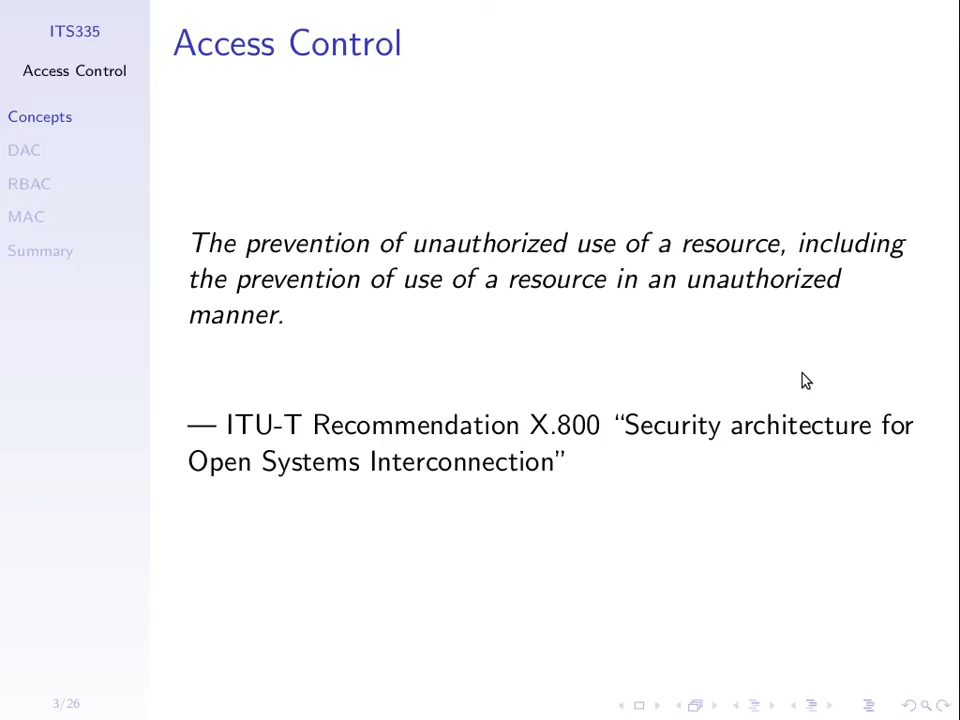 ITS335
Access Control
Concepts
DAC
RBAC
MAC
Summary
3/26
Access Control
The prevention of unauthorized use of a resource, including
the prevention of use of a resource in an unauthorized
manner.
— ITU-T Recommendation X.800 “Security architecture for
Open Systems Interconnection”